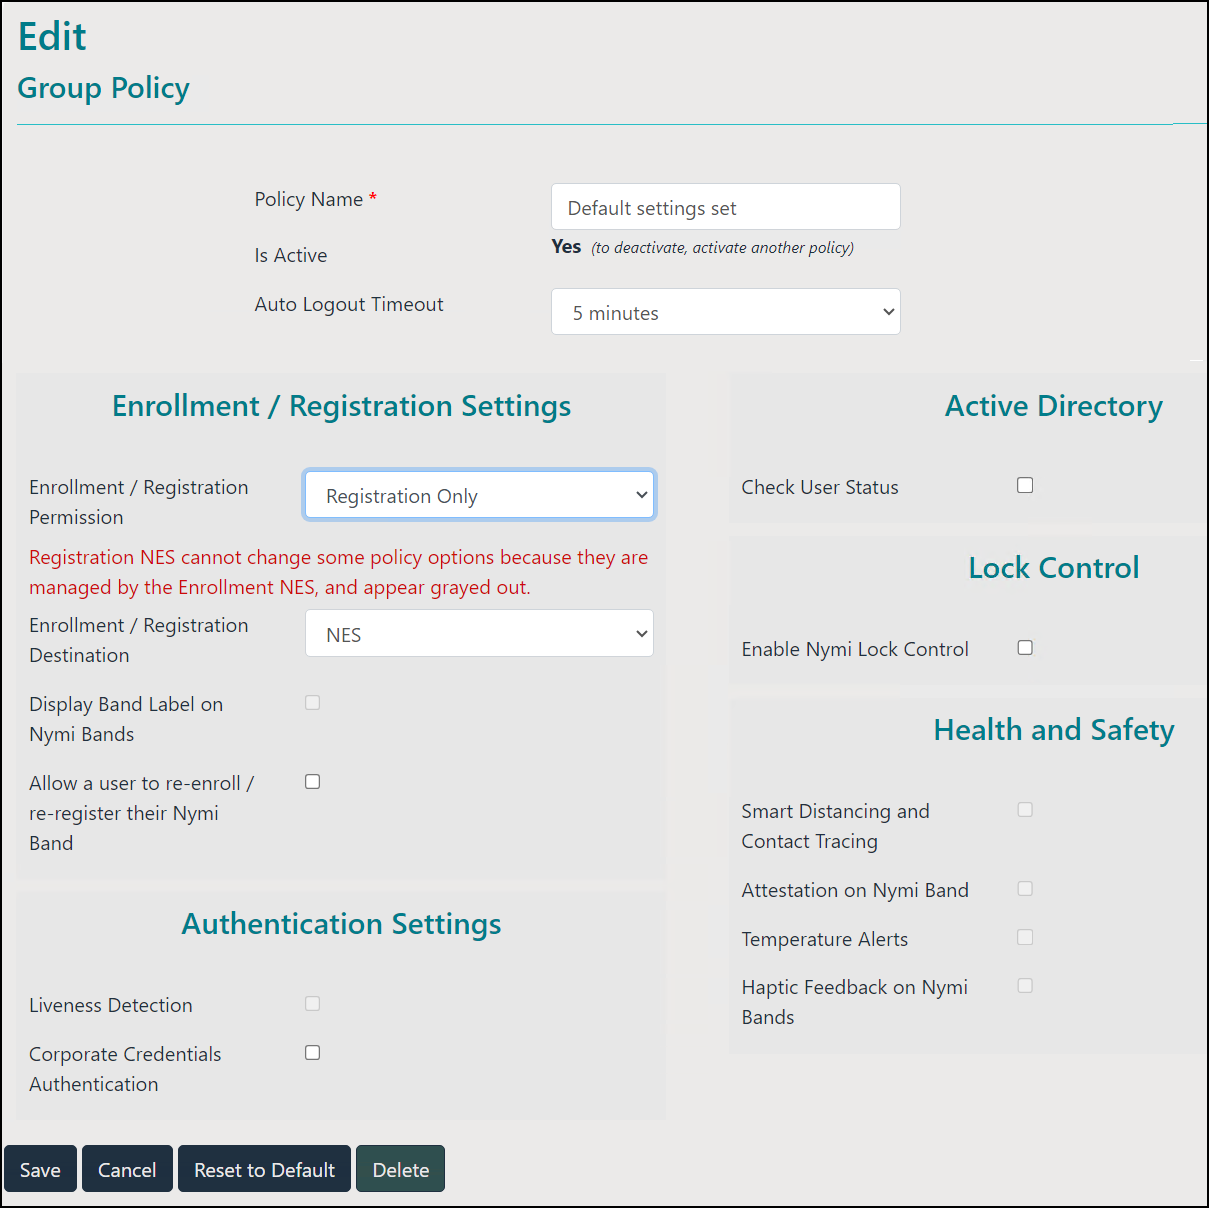 Edit
Group Policy
Policy Name *
Default settings set
Is Active
Yes (to deactivate, activate another policy)
Auto Logout Timeout
5 minutes
Enrollment / Registration Settings
Enrollment / Registration
Permission
Registration Only
Registration NES cannot change some policy options because they are
managed by the Enrollment NES, and appear grayed out.
Enrollment / Registration
Destination
NES
Display Band Label on
Nymi Bands
Allow a user to re-enroll /
re-register their Nymi
Band
Authentication Settings
Liveness Detection
Corporate Credentials
Authentication
Active Directory
Check User Status
Lock Control
Enable Nymi Lock Control
Health and Safety
Smart Distancing and
Contact Tracing
Attestation on Nymi Band
Temperature Alerts
Haptic Feedback on Nymi
Bands
Save
Cancel
Reset to Default
Delete